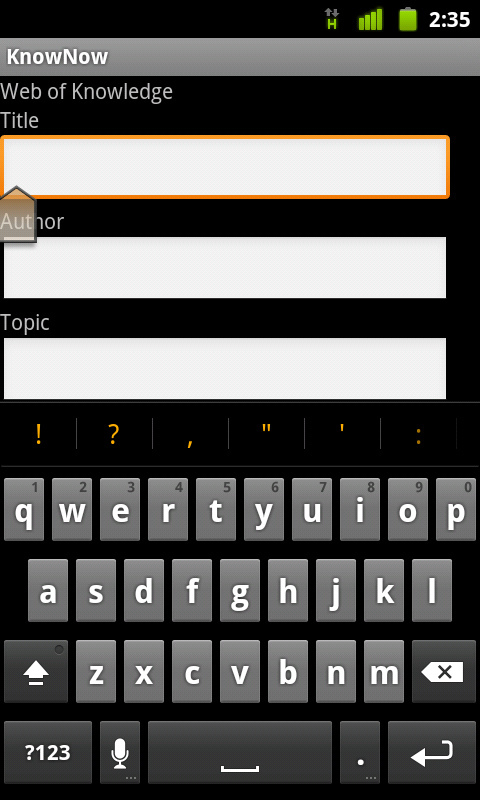 H 2:35
KnowNow
Web of Knowledge
Title
Author
Topic
! ? , " ' :
q 1 w 2 e 3 r 4 t 5 y 6 u 7 i 8 o 9 p 0
a s d f g h j k l
z x c v b n m
?123 ... . ...